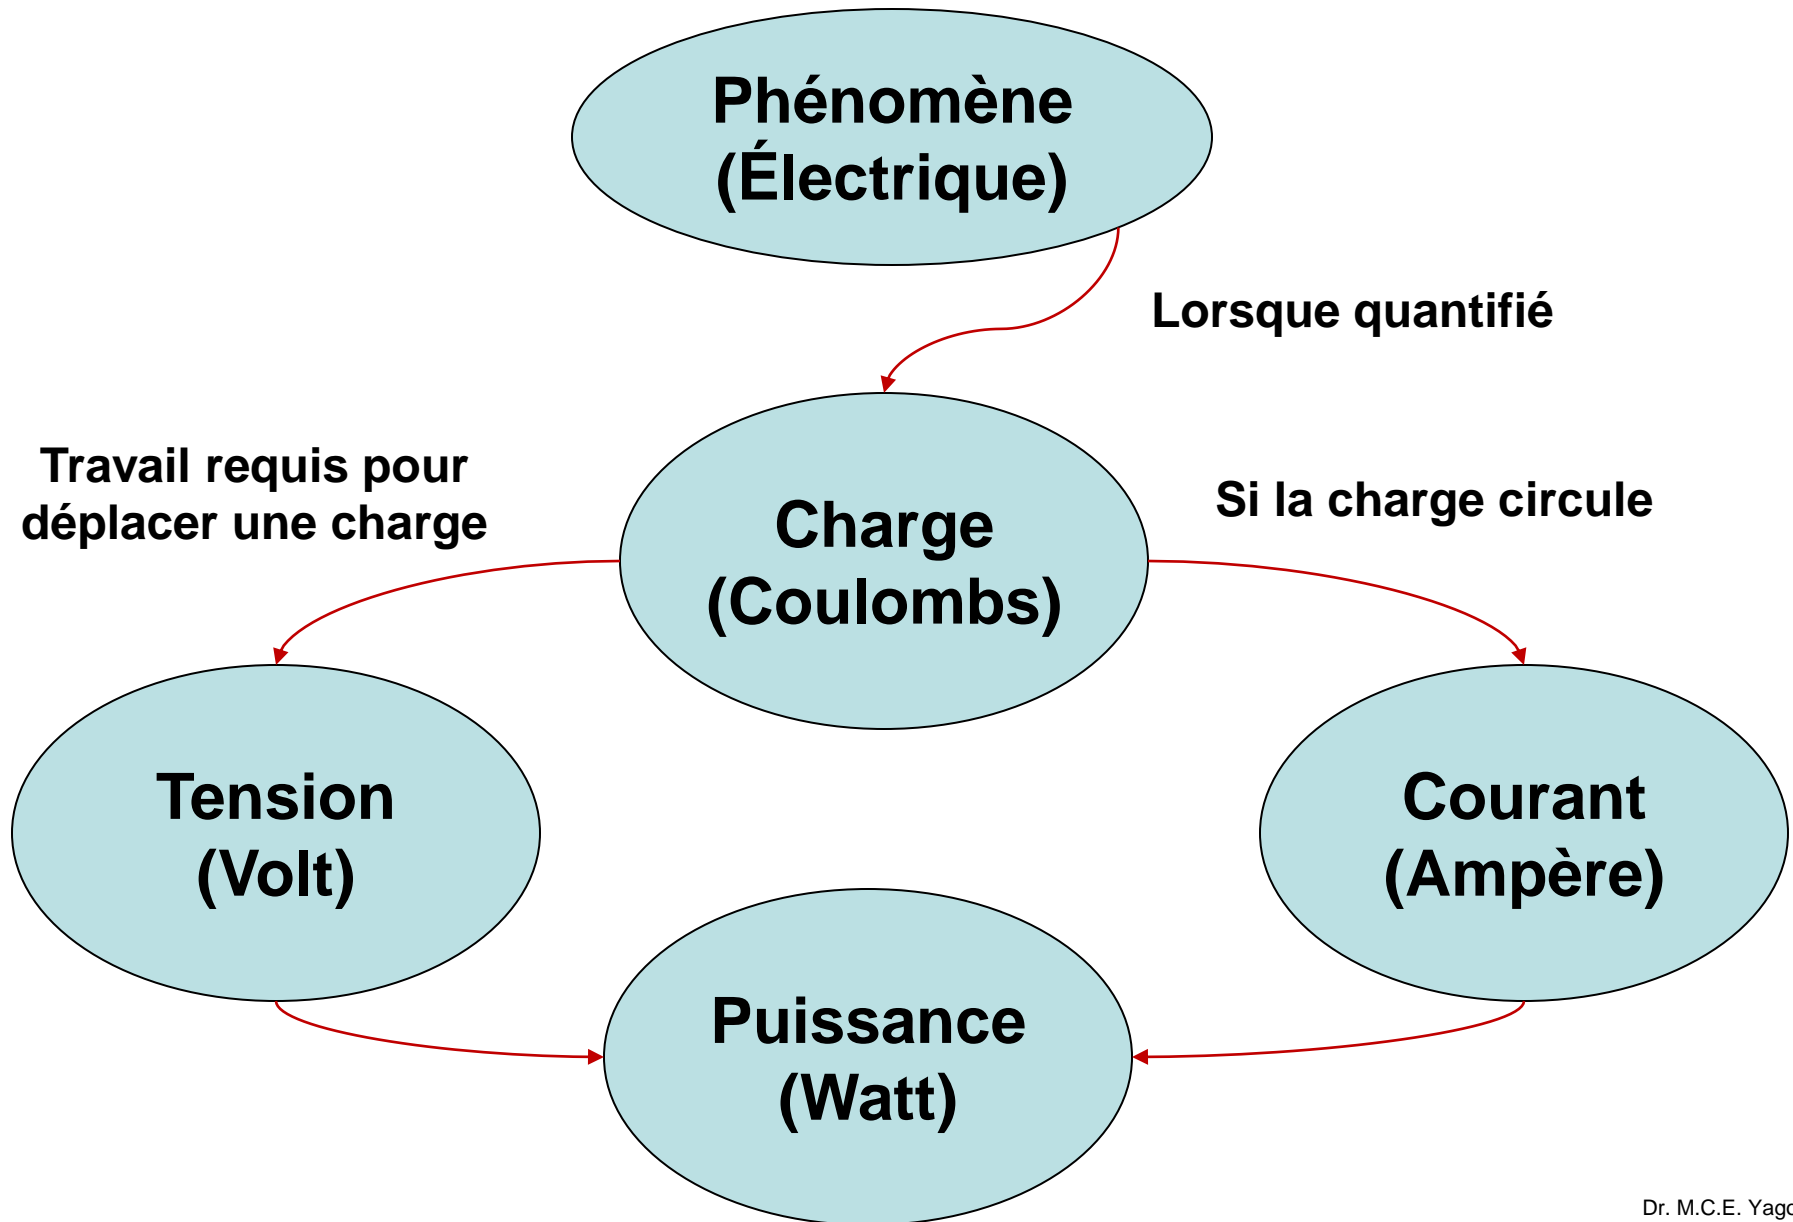 Phénomène
(Électrique)
Lorsque quantifié
Travail requis pour
déplacer une charge
Charge
(Coulombs)
Si la charge circule
Tension
(Volt)
Courant
(Ampère)
Puissance
(Watt)
Dr. M.C.E.